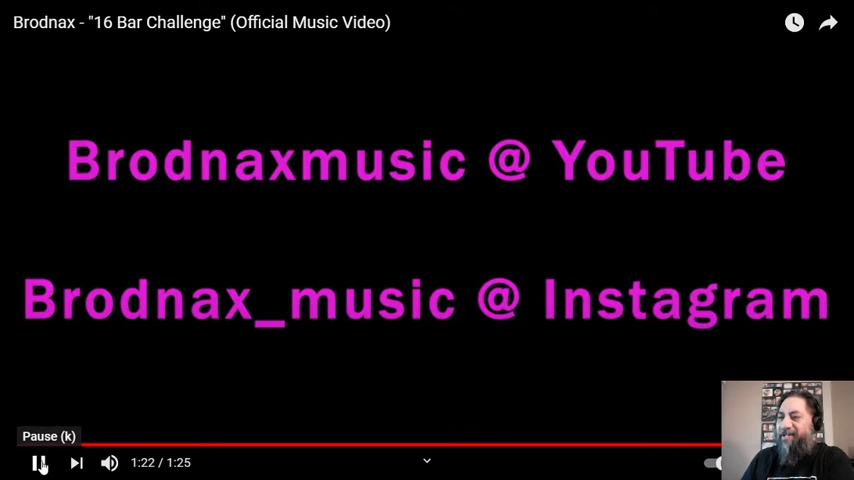 Brodnax - "16 Bar Challenge" (Official Music Video)
Brodnaxmusic @ YouTube
Brodnax_music @ Instagram
Pause (k)
1:22 / 1:25